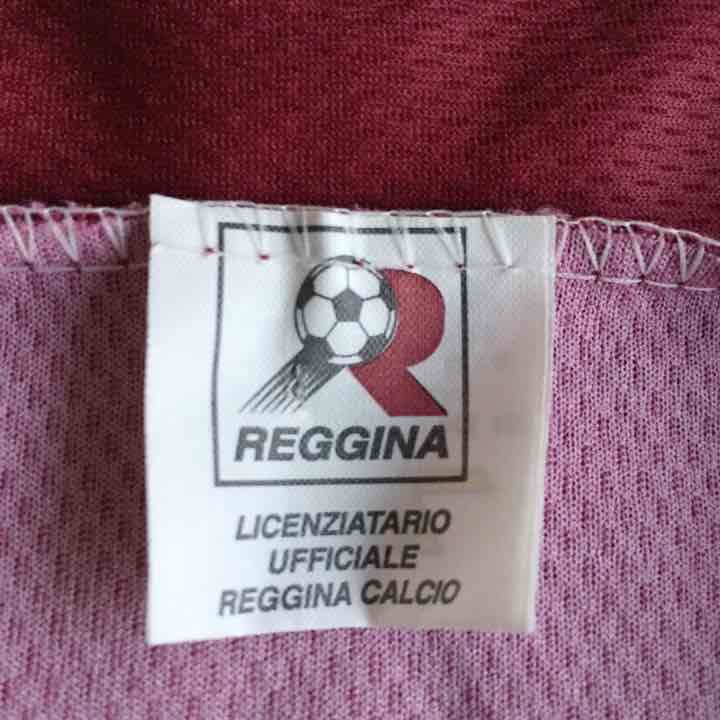 REGGINA
LICENZIATARIO
UFFICIALE
REGGINA CALCIO